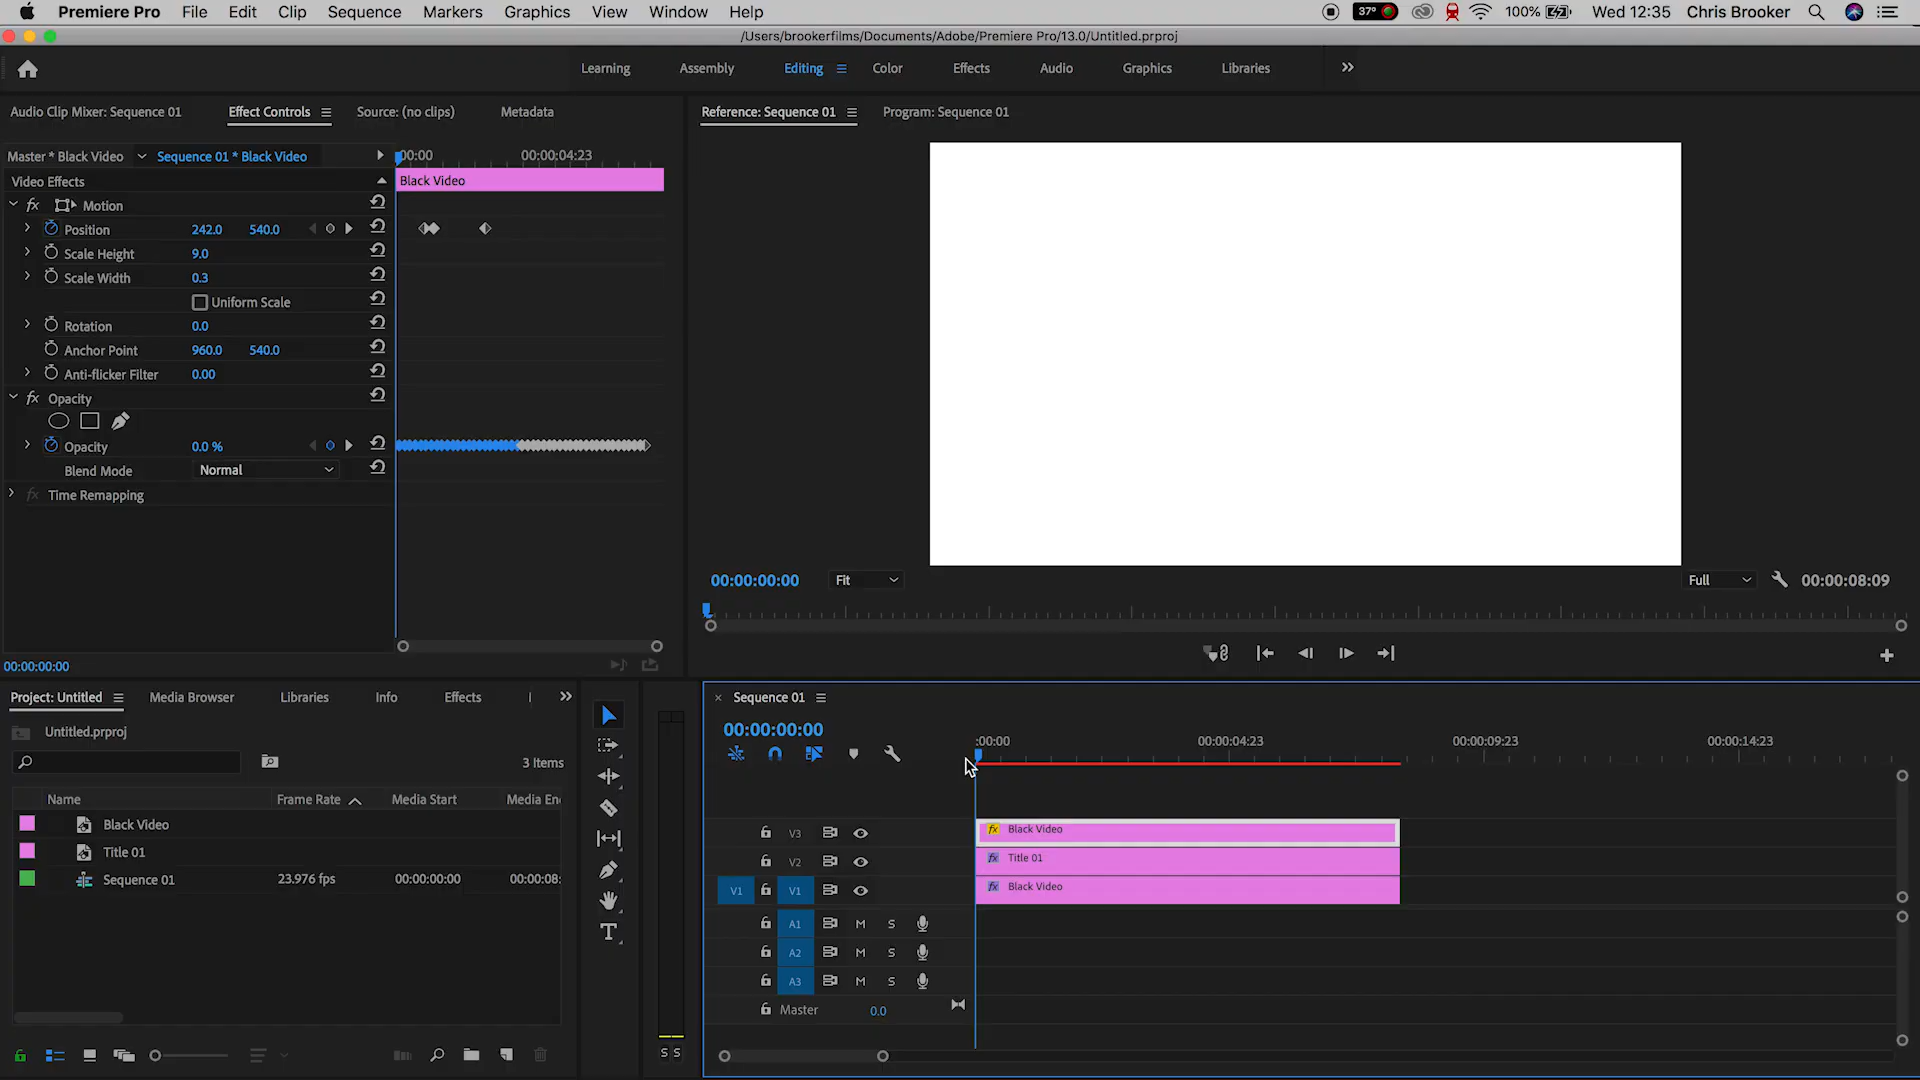 Premiere Pro File Edit Clip Sequence Markers Graphics View Window Help 37° 100% Wed 12:35 Chris Brooker
/Users/brookerfilms/Documents/Adobe/Premiere Pro/13.0/Untitled.prproj
Learning Assembly Editing Color Effects Audio Graphics Libraries
Audio Clip Mixer: Sequence 01 Effect Controls Source: (no clips) Metadata
Reference: Sequence 01 Program: Sequence 01
Master * Black Video Sequence 01 * Black Video
:00:00 00:00:04:23
Video Effects
Black Video
fx Motion
Position 242.0 540.0
Scale Height 9.0
Scale Width 0.3
Uniform Scale
Rotation 0.0
Anchor Point 960.0 540.0
Anti-flicker Filter 0.00
fx Opacity
Opacity 0.0 %
Blend Mode Normal
fx Time Remapping
00:00:00:00
00:00:00:00 Fit Full 00:00:08:09
Project: Untitled Media Browser Libraries Info Effects
Untitled.prproj
3 Items
Name Frame Rate Media Start Media En
Black Video
Title 01
Sequence 01 23.976 fps 00:00:00:00 00:00:08:
T
S S
Sequence 01
00:00:00:00
:00:00 00:00:04:23 00:00:09:23 00:00:14:23
V3 fx Black Video
V2 fx Title 01
V1 V1 fx Black Video
A1 M S
A2 M S
A3 M S
Master 0.0